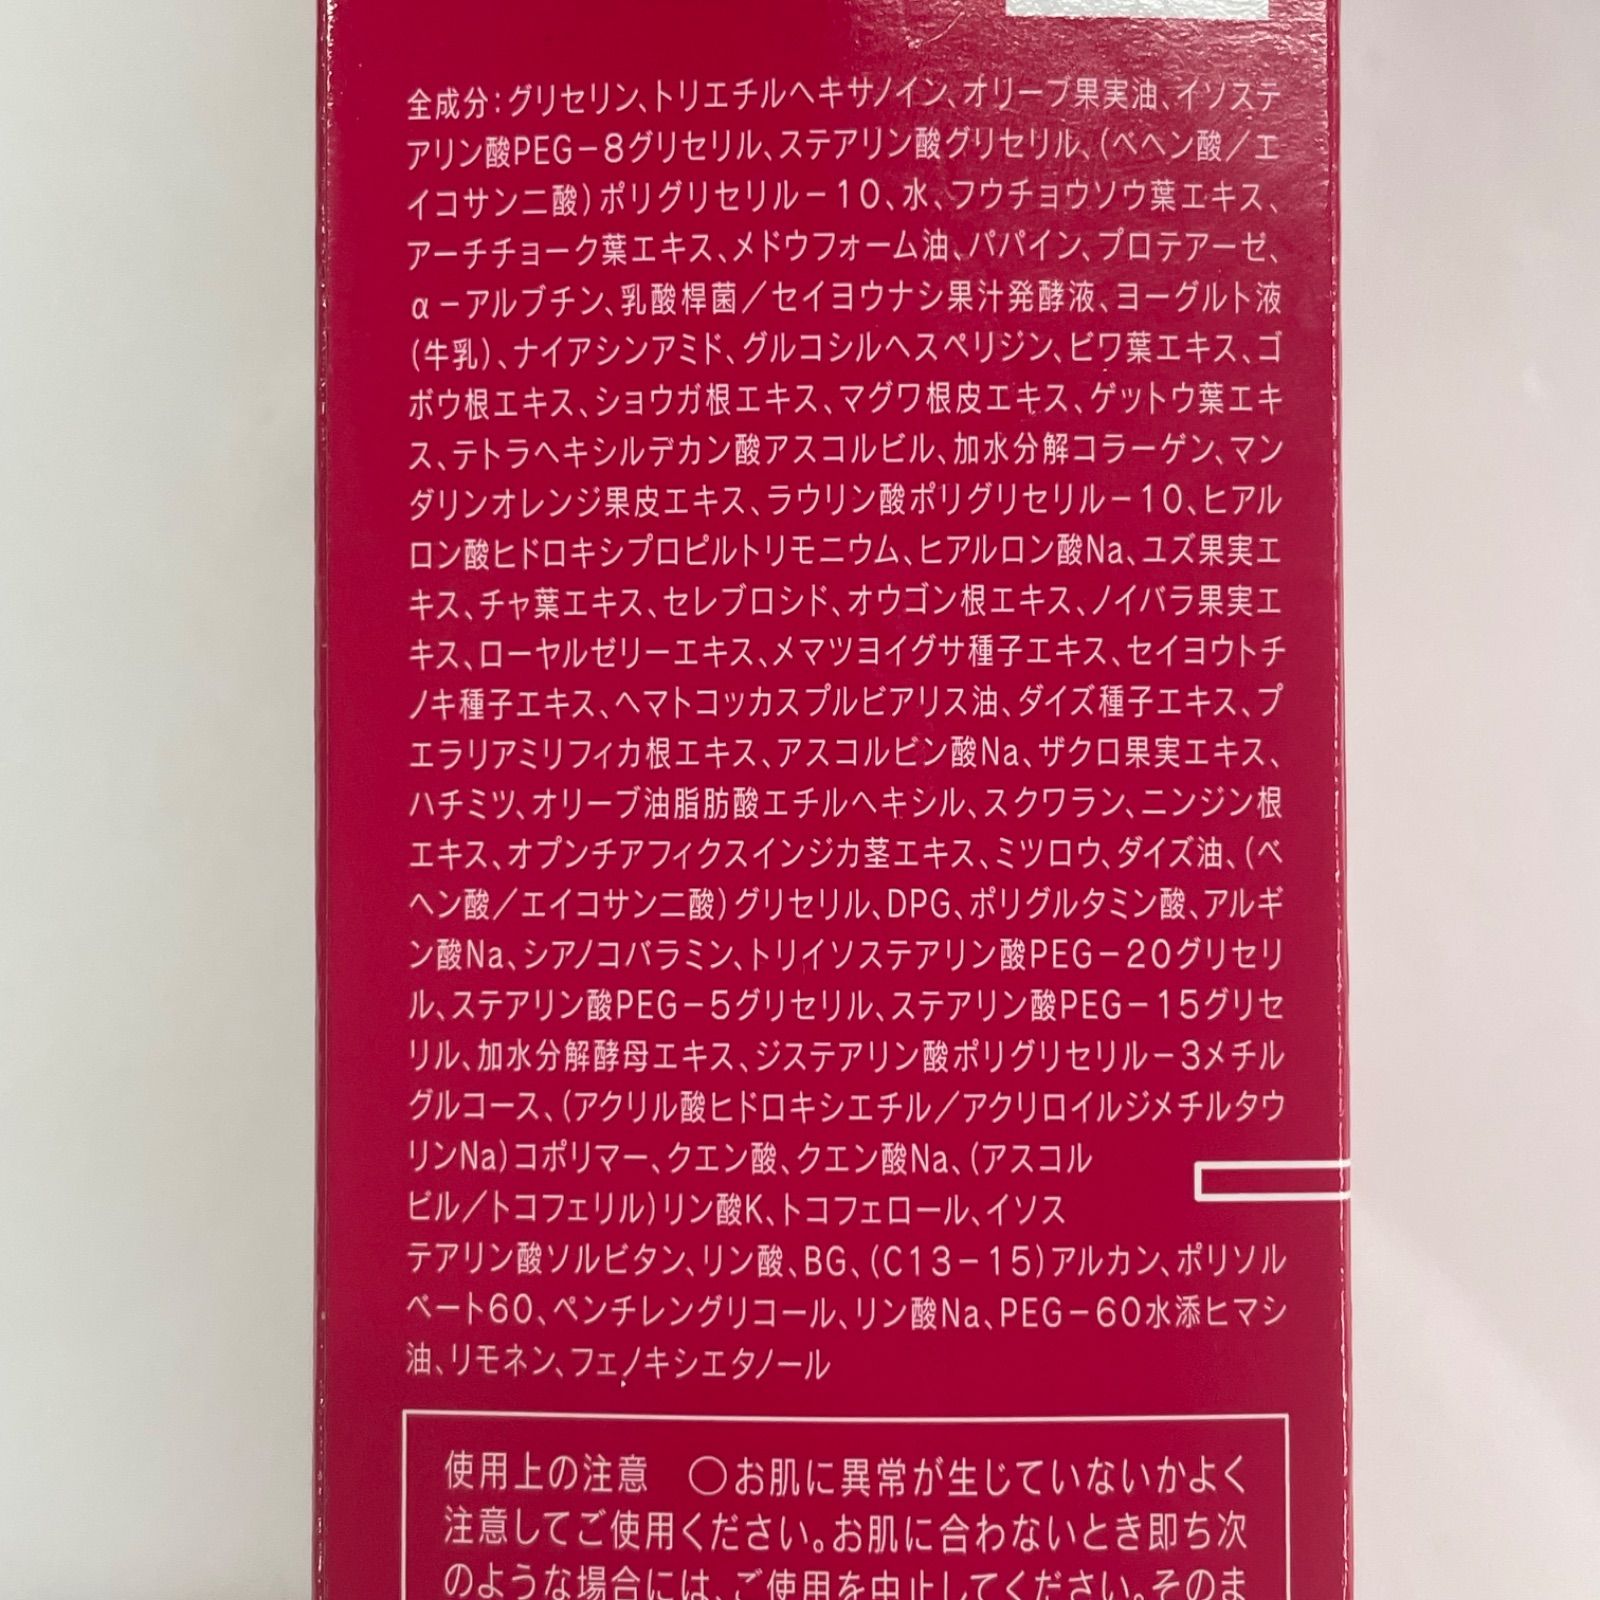 全成分:グリセリン、トリエチルヘキサノイン、オリーブ果実油、イソステ
アリン酸PEG－8グリセリル、ステアリン酸グリセリル、(ベヘン酸／エ
イコサン二酸)ポリグリセリル－10、水、フウチョウソウ葉エキス、
アーチチョーク葉エキス、メドウフォーム油、パパイン、プロテアーゼ、
α－アルブチン、乳酸桿菌／セイヨウナシ果汁発酵液、ヨーグルト液
(牛乳)、ナイアシンアミド、グルコシルヘスペリジン、ビワ葉エキス、ゴ
ボウ根エキス、ショウガ根エキス、マグワ根皮エキス、ゲットウ葉エキ
ス、テトラヘキシルデカン酸アスコルビル、加水分解コラーゲン、マン
ダリンオレンジ果皮エキス、ラウリン酸ポリグリセリル－10、ヒアル
ロン酸ヒドロキシプロピルトリモニウム、ヒアルロン酸Na、ユズ果実エ
キス、チャ葉エキス、セレブロシド、オウゴン根エキス、ノイバラ果実エ
キス、ローヤルゼリーエキス、メマツヨイグサ種子エキス、セイヨウトチ
ノキ種子エキス、ヘマトコッカスプルビアリス油、ダイズ種子エキス、プ
エラリアミリフィカ根エキス、アスコルビン酸Na、ザクロ果実エキス、
ハチミツ、オリーブ油脂肪酸エチルヘキシル、スクワラン、ニンジン根
エキス、オプンチアフィクスインジカ茎エキス、ミツロウ、ダイズ油、(ベ
ヘン酸／エイコサン二酸)グリセリル、DPG、ポリグルタミン酸、アルギ
ン酸Na、シアノコバラミン、トリイソステアリン酸PEG－20グリセリ
ル、ステアリン酸PEG－5グリセリル、ステアリン酸PEG－15グリセ
リル、加水分解酵母エキス、ジステアリン酸ポリグリセリル－3メチル
グルコース、(アクリル酸ヒドロキシエチル／アクリロイルジメチルタウ
リンNa)コポリマー、クエン酸、クエン酸Na、(アスコル
ビル／トコフェリル)リン酸K、トコフェロール、イソス
テアリン酸ソルビタン、リン酸、BG、(C13－15)アルカン、ポリソル
ベート60、ペンチレングリコール、リン酸Na、PEG－60水添ヒマシ
油、リモネン、フェノキシエタノール
使用上の注意　○お肌に異常が生じていないかよく
注意してご使用ください。お肌に合わないとき即ち次
のような場合には、ご使用を中止してください。そのま